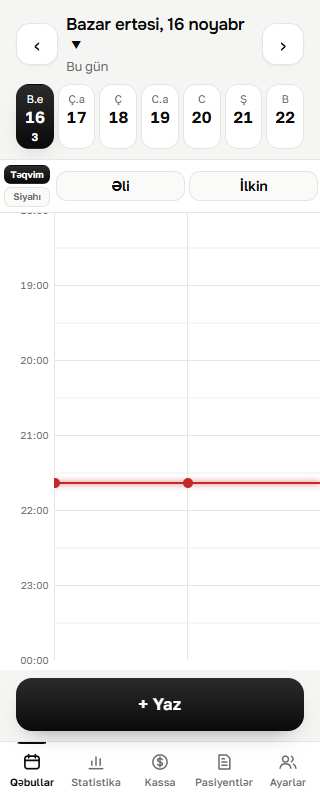 ‹
Bazar ertəsi, 16 noyabr
▼
Bu gün
›
B.e
16
3
Ç.a
17
Ç
18
C.a
19
C
20
Ş
21
B
22
Təqvim
Siyahı
Əli
İlkin
19:00
20:00
21:00
22:00
23:00
00:00
+ Yaz
Qəbullar
Statistika
Kassa
Pasiyentlər
Ayarlar